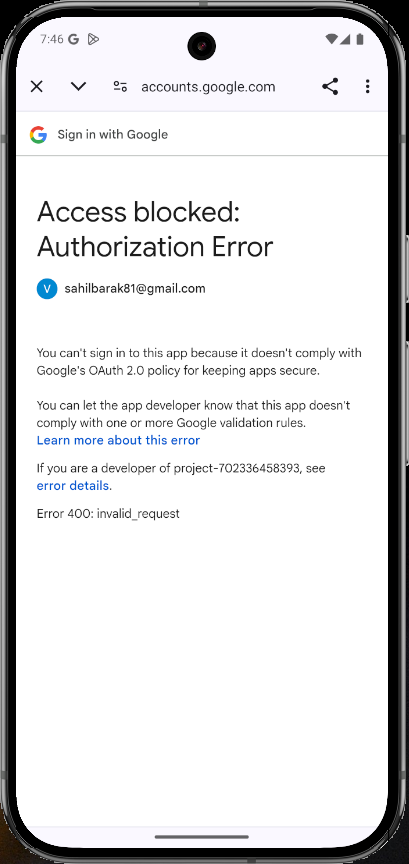 7:46
accounts.google.com
Sign in with Google
Access blocked:
Authorization Error
V sahilbarak81@gmail.com
You can't sign in to this app because it doesn't comply with
Google's OAuth 2.0 policy for keeping apps secure.
You can let the app developer know that this app doesn't
comply with one or more Google validation rules.
Learn more about this error
If you are a developer of project-702336458393, see
error details.
Error 400: invalid_request